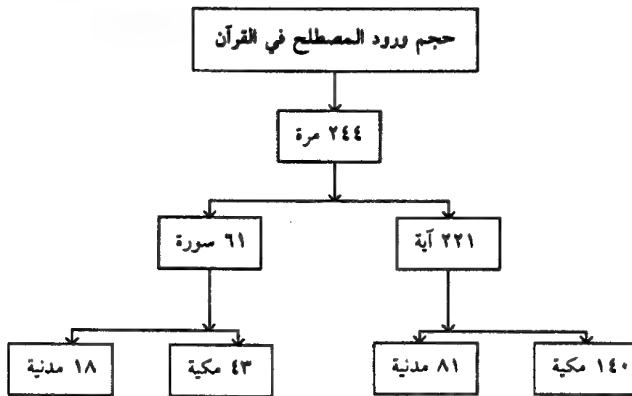 حجم ورود المصطلح في القرآن
٢٤٤ مرة
٢٢١ آية
٦١ سورة
١٤٠ مكية
٨١ مدنية
٤٣ مكية
١٨ مدنية